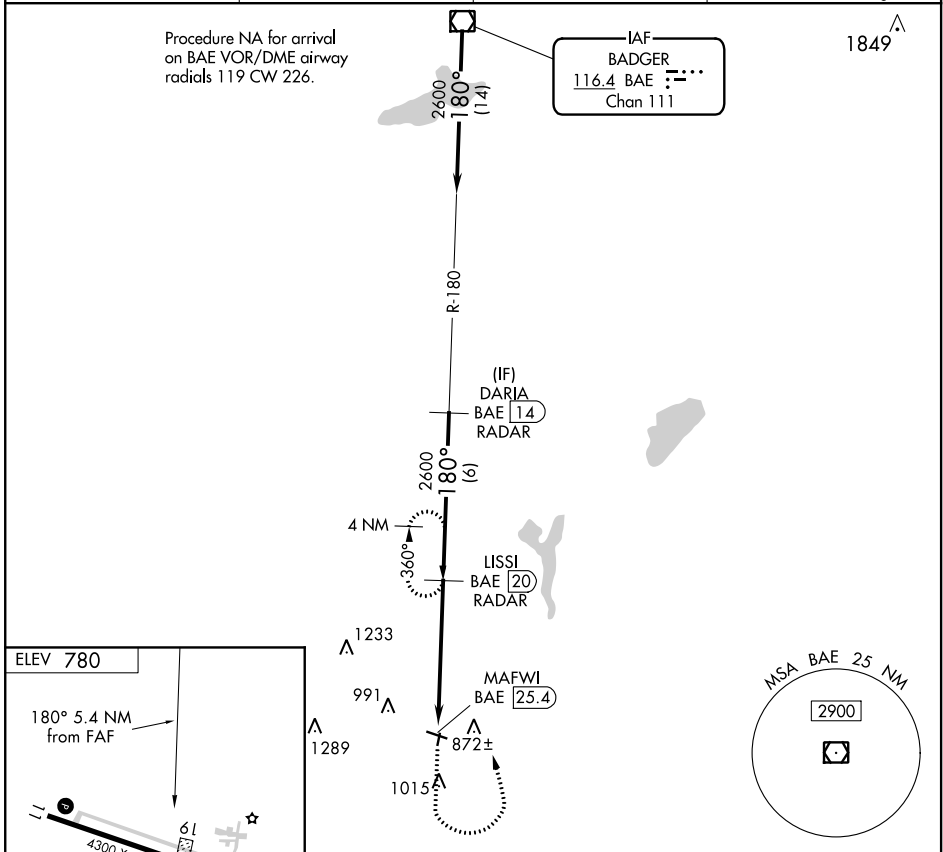 Procedure NA for arrival
on BAE VOR/DME airway
radials 119 CW 226.
IAF
BADGER
116.4 BAE
Chan 111
1849
2600
180°
(14)
R-180
(IF)
DARIA
BAE 14
RADAR
2600
180°
(6)
4 NM
360°
LISSI
BAE 20
RADAR
1233
991
MAFWI
BAE 25.4
1289
872±
1015
MSA BAE 25 NM
2900
ELEV 780
180° 5.4 NM
from FAF
11
P
19
4300 X